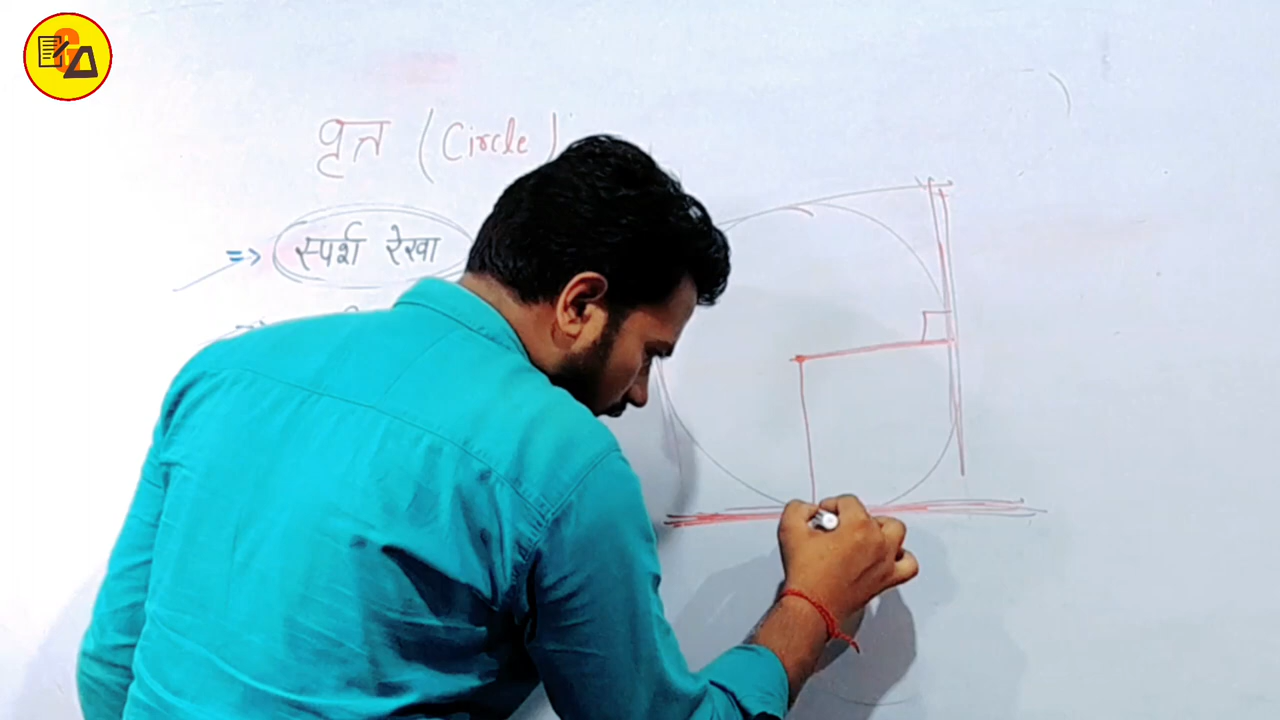 वृत्त (Circle)
=> स्पर्श रेखा